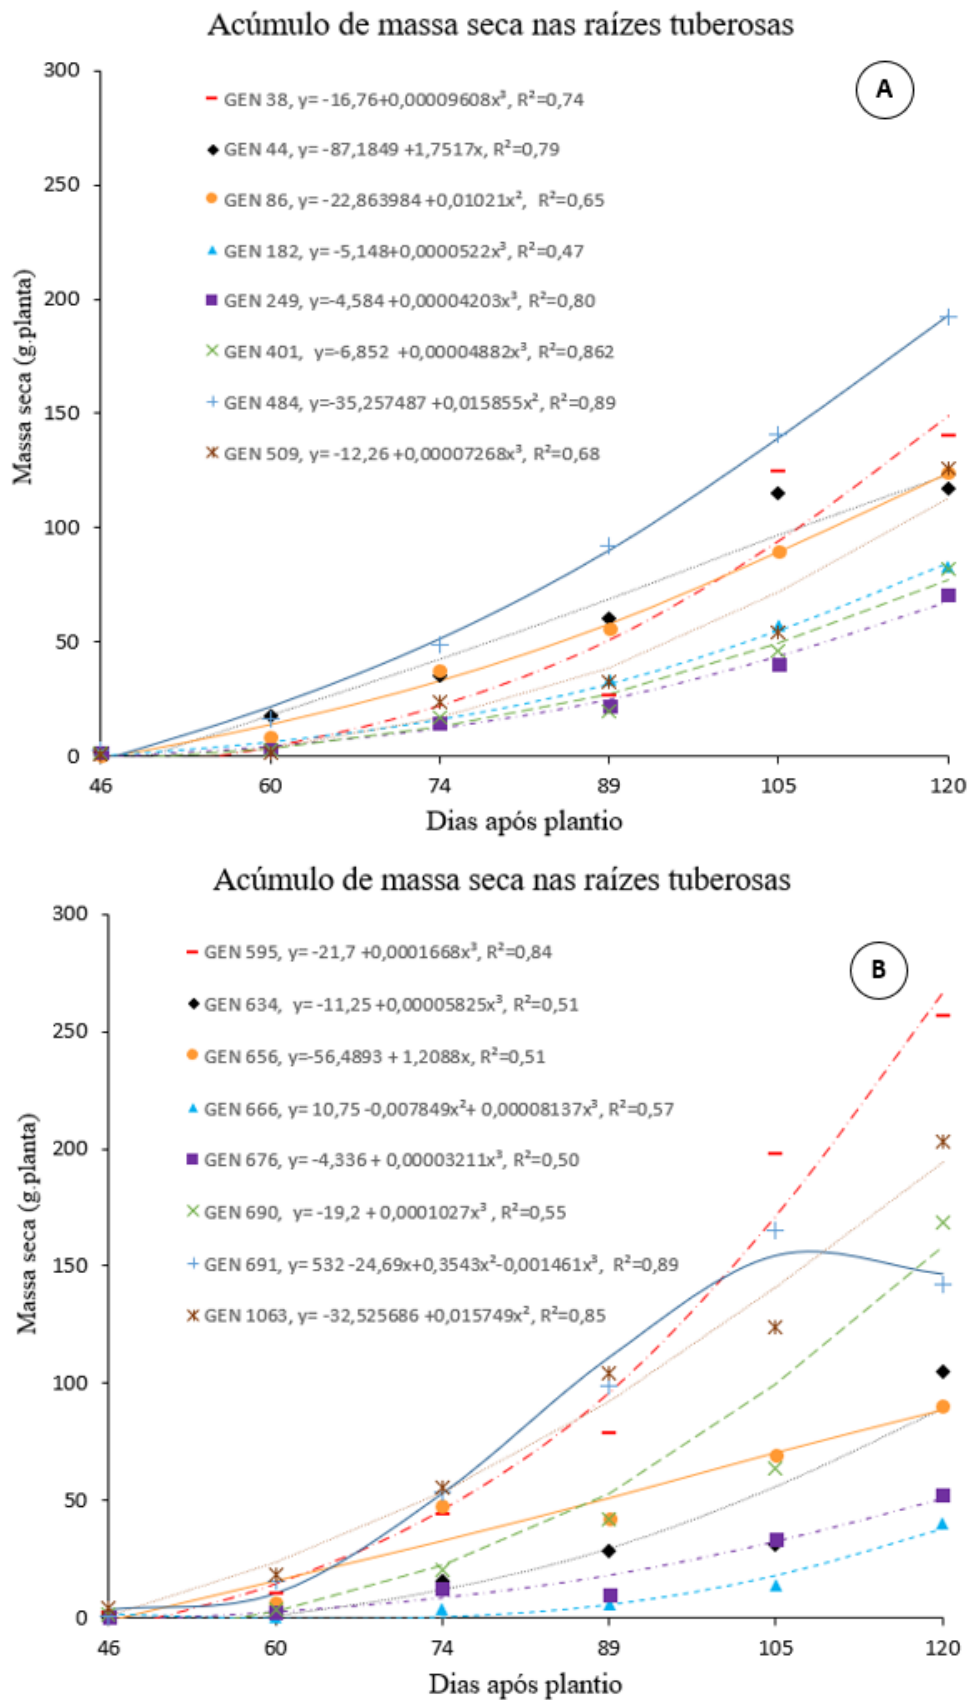 Acúmulo de massa seca nas raízes tuberosas
A
300
250
200
150
100
50
0
Massa seca (g.planta)
GEN 38, y= -16,76+0,00009608x³, R²=0,74
GEN 44, y= -87,1849 +1,7517x, R²=0,79
GEN 86, y= -22,863984 +0,01021x², R²=0,65
GEN 182, y= -5,148+0,0000522x³, R²=0,47
GEN 249, y=-4,584 +0,00004203x³, R²= 0,80
GEN 401, y=-6,852 +0,00004882x³, R²=0,862
GEN 484, y=-35,257487 +0,015855x², R²=0,89
GEN 509, y= -12,26 +0,00007268x³, R²=0,68
46 60 74 89 105 120
Dias após plantio
Acúmulo de massa seca nas raízes tuberosas
B
300
250
200
150
100
50
0
Massa seca (g.planta)
GEN 595, y= -21,7 +0,0001668x³, R²=0,84
GEN 634, y= -11,25 +0,00005825x³, R²=0,51
GEN 656, y=-56,4893 + 1,2088x, R²=0,51
GEN 666, y= 10,75 -0,007849x²+ 0,00008137x³, R²=0,57
GEN 676, y= -4,336 + 0,00003211x³, R²=0,50
GEN 690, y= -19,2 + 0,0001027x³ , R²=0,55
GEN 691, y= 532 -24,69x+0,3543x²-0,001461x³, R²=0,89
GEN 1063, y= -32,525686 +0,015749x², R²=0,85
46 60 74 89 105 120
Dias após plantio